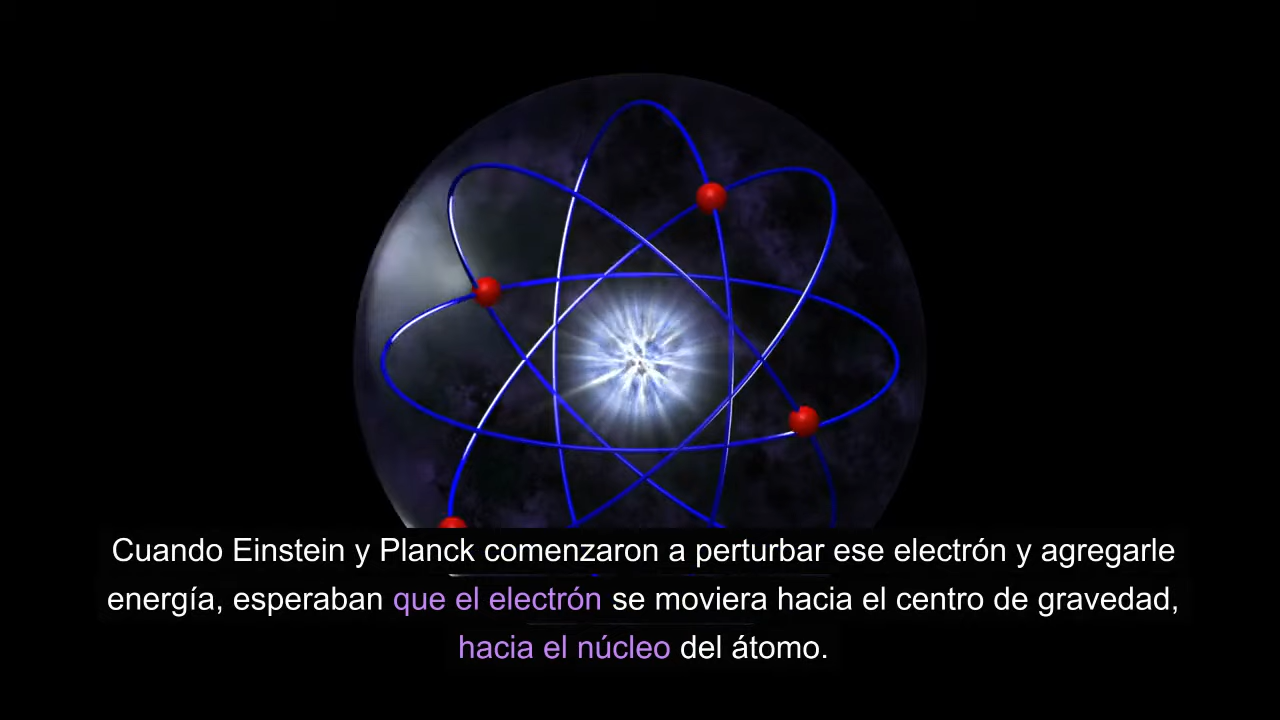 Cuando Einstein y Planck comenzaron a perturbar ese electrón y agregarle
energía, esperaban que el electrón se moviera hacia el centro de gravedad,
hacia el núcleo del átomo.